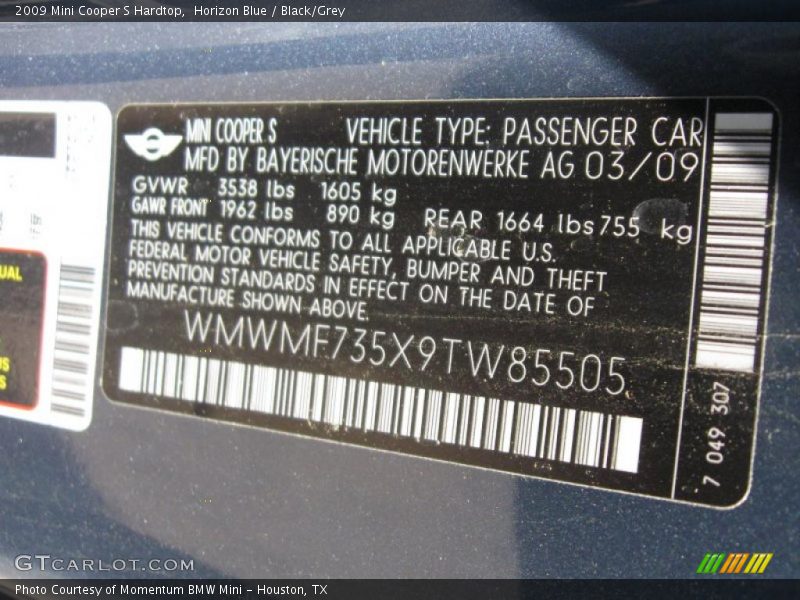 2009 Mini Cooper S Hardtop, Horizon Blue / Black/Grey
MINI COOPER S VEHICLE TYPE: PASSENGER CAR
MFD BY BAYERISCHE MOTORENWERKE AG 03/09
GVWR 3538 lbs 1605 kg
GAWR FRONT 1962 lbs 890 kg REAR 1664 lbs 755 kg
THIS VEHICLE CONFORMS TO ALL APPLICABLE U.S.
FEDERAL MOTOR VEHICLE SAFETY, BUMPER AND THEFT
PREVENTION STANDARDS IN EFFECT ON THE DATE OF
MANUFACTURE SHOWN ABOVE.
WMWMF735X9TW85505
7 049 307
GTCARLOT.COM
Photo Courtesy of Momentum BMW Mini – Houston, TX